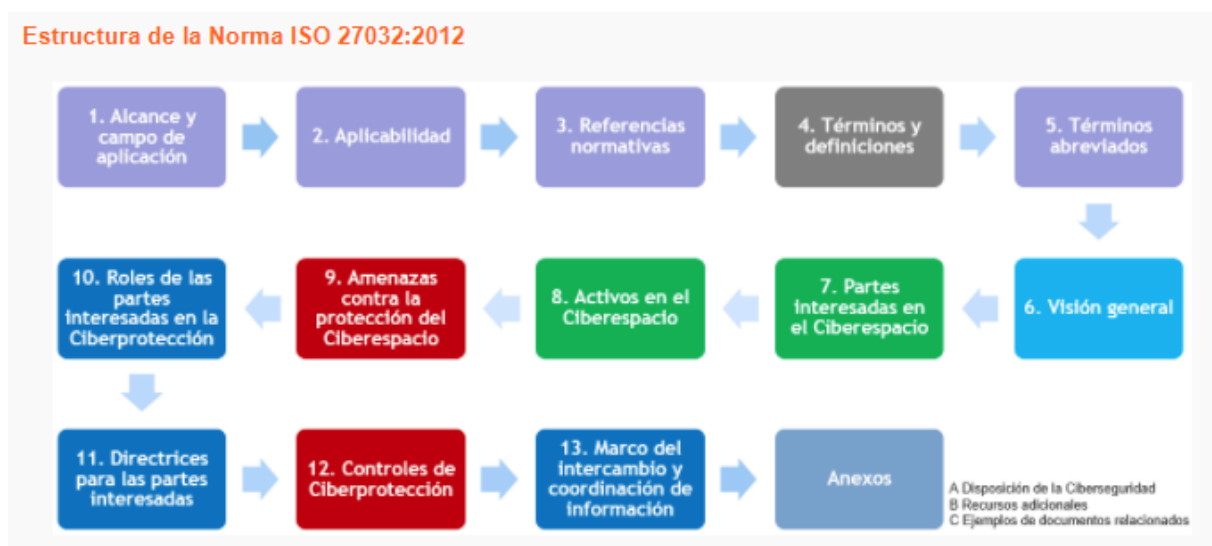 Estructura de la Norma ISO 27032:2012
1. Alcance y
campo de
aplicación
2. Aplicabilidad
3. Referencias
normativas
4. Términos y
definiciones
5. Términos
abreviados
6. Visión general
7. Partes
interesadas en
el Ciberespacio
8. Activos en el
Ciberespacio
9. Amenazas
contra la
protección del
Ciberespacio
10. Roles de las
partes
interesadas en la
Ciberprotección
11. Directrices
para las partes
interesadas
12. Controles de
Ciberprotección
13. Marco del
intercambio y
coordinación de
información
Anexos
A Disposición de la Ciberseguridad
B Recursos adicionales
C Ejemplos de documentos relacionados